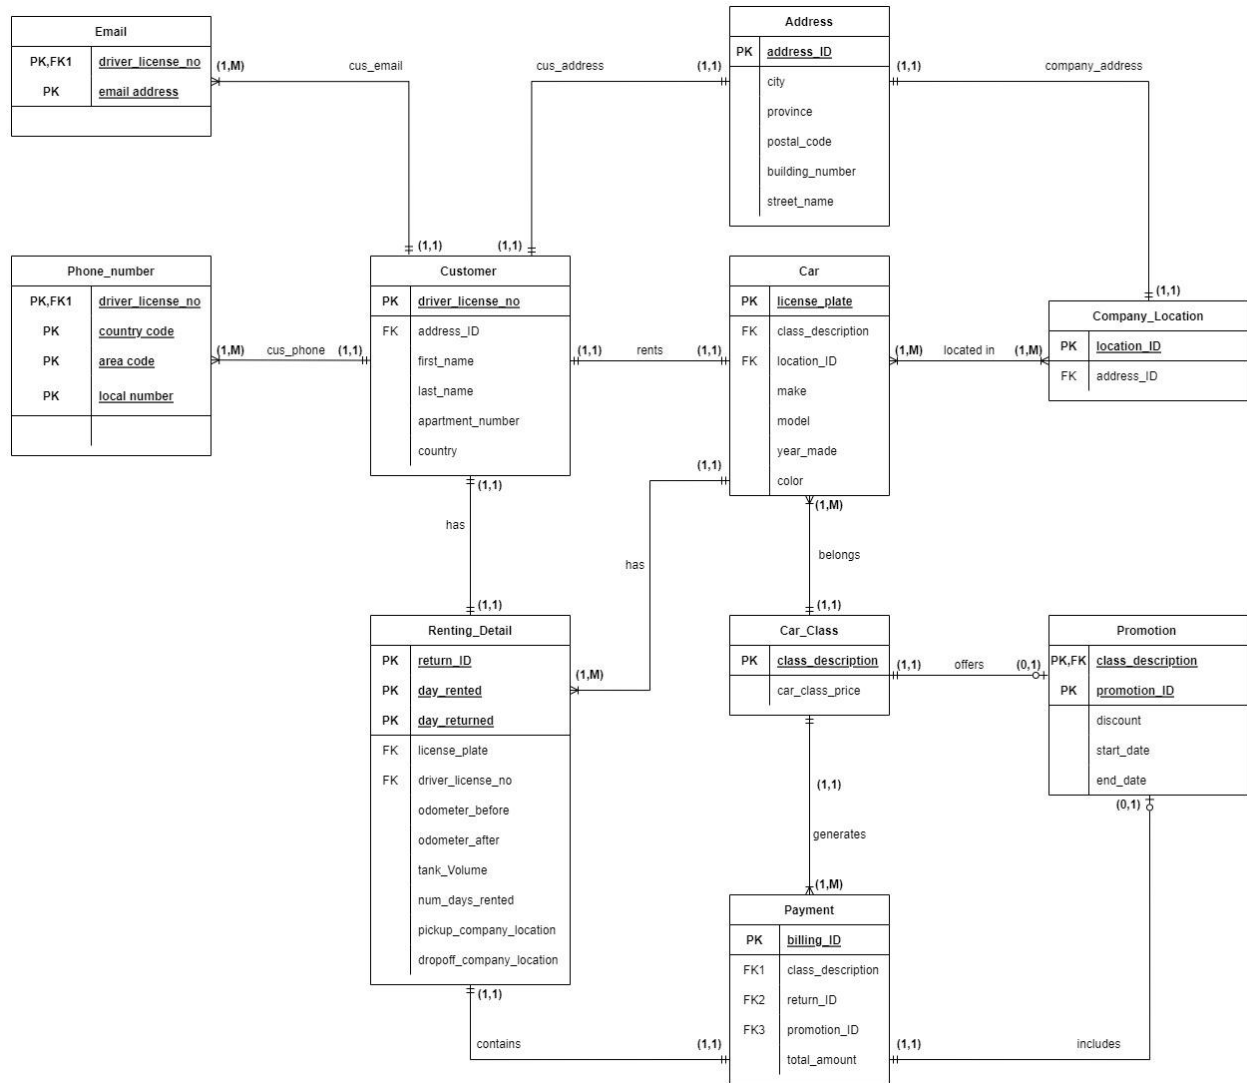 Email
PK,FK1 driver_license_no
PK email address
(1,M)
cus_email
(1,1)
cus_address
(1,1)
(1,1)
Address
PK address_ID
city
province
postal_code
building_number
street_name
(1,1)
company_address
(1,1)
Phone_number
PK,FK1 driver_license_no
PK country code
PK area code
PK local number
(1,M)
cus_phone
(1,1)
Customer
PK driver_license_no
FK address_ID
first_name
last_name
apartment_number
country
(1,1)
rents
(1,1)
Car
PK license_plate
FK class_description
FK location_ID
make
model
year_made
color
(1,M)
located in
(1,M)
Company_Location
PK location_ID
FK address_ID
(1,1)
has
(1,1)
(1,1)
has
(1,M)
(1,M)
belongs
(1,1)
Renting_Detail
PK return_ID
PK day_rented
PK day_returned
FK license_plate
FK driver_license_no
odometer_before
odometer_after
tank_Volume
num_days_rented
pickup_company_location
dropoff_company_location
Car_Class
PK class_description
car_class_price
(1,1)
offers
(0,1)
Promotion
PK,FK class_description
PK promotion_ID
discount
start_date
end_date
(0,1)
(1,1)
generates
(1,M)
Payment
PK billing_ID
FK1 class_description
FK2 return_ID
FK3 promotion_ID
total_amount
(1,1)
contains
(1,1)
(1,1)
includes